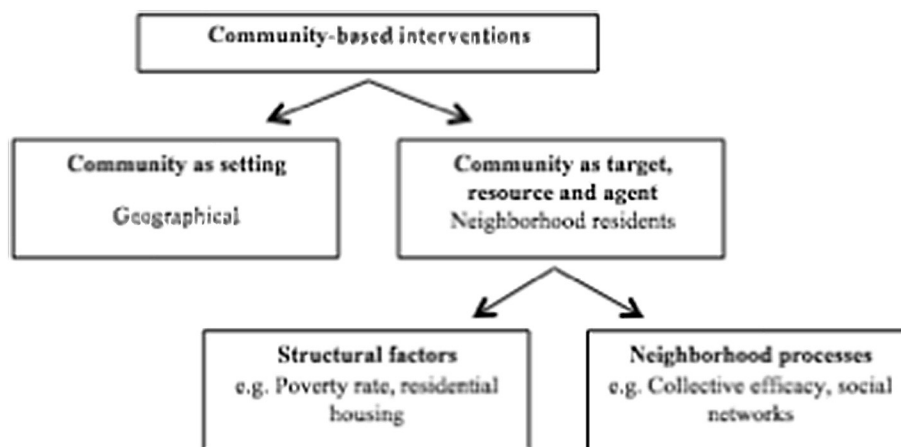 Community-based interventions
Community as setting
Geographical
Community as target,
resource and agent
Neighborhood residents
Structural factors
e.g. Poverty rate, residential
housing
Neighborhood processes
e.g. Collective efficacy, social
networks